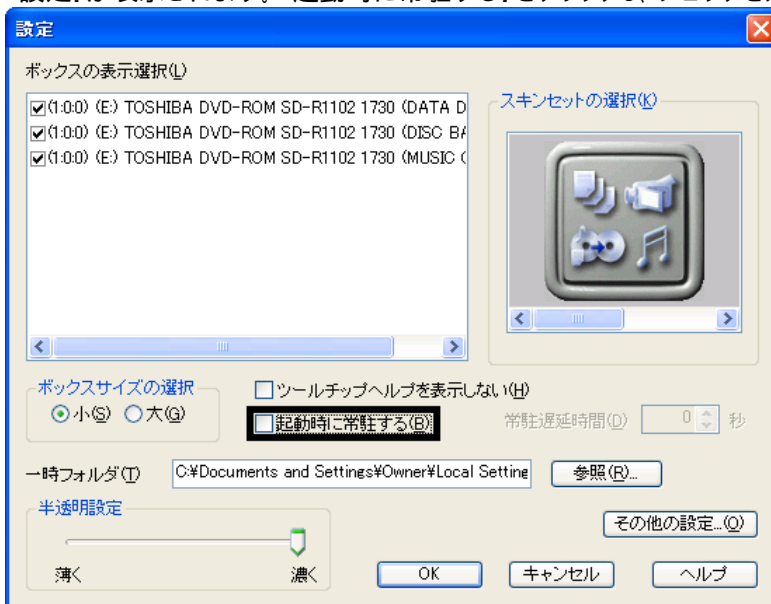 設定
ボックスの表示選択(L)
(1:0:0) (E:) TOSHIBA DVD-ROM SD-R1102 1730 (DATA D
(1:0:0) (E:) TOSHIBA DVD-ROM SD-R1102 1730 (DISC BA
(1:0:0) (E:) TOSHIBA DVD-ROM SD-R1102 1730 (MUSIC
スキンセットの選択(K)
ボックスサイズの選択
小(S) 大(G)
ツールチップヘルプを表示しない(H)
起動時に常駐する(B)
常駐遅延時間(D) 0 秒
一時フォルダ(T) C:¥Documents and Settings¥Owner¥Local Setting 参照(R)...
半透明設定
薄く 濃く
その他の設定...(O)
OK キャンセル ヘルプ